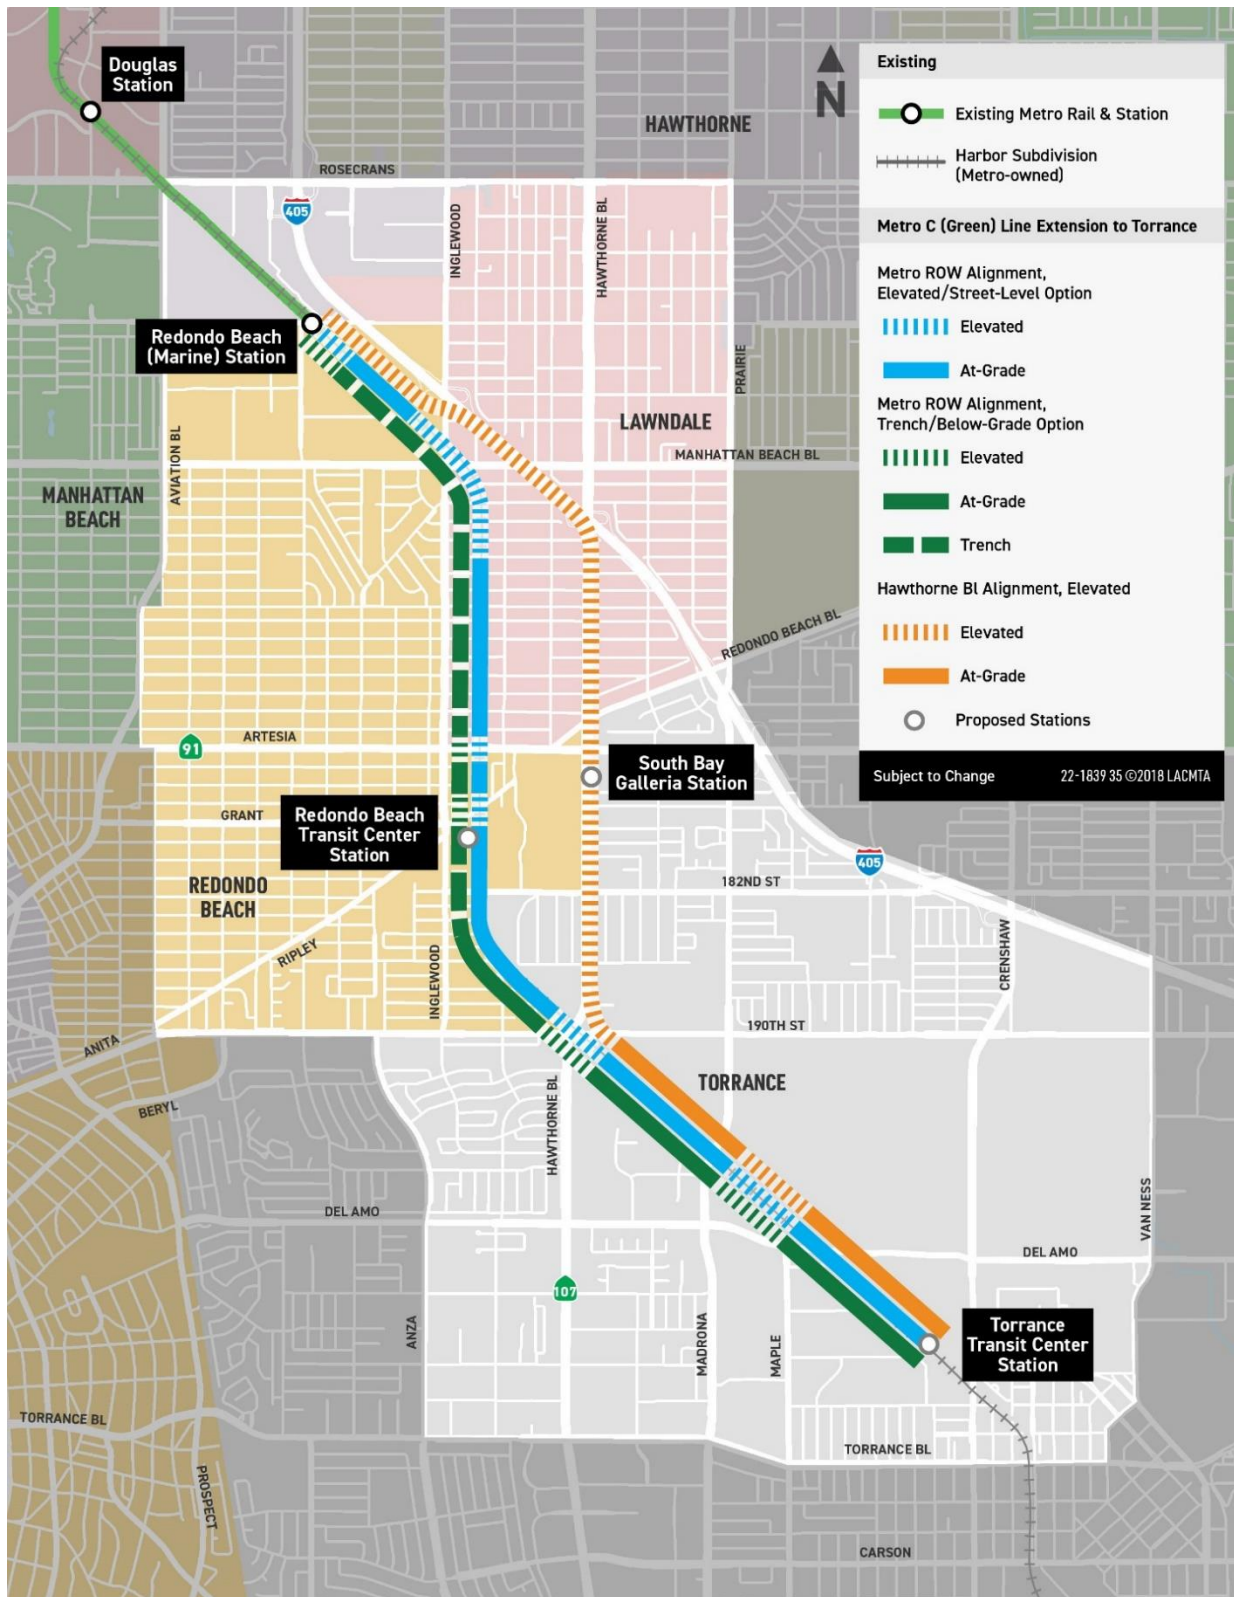 Douglas
Station
HAWTHORNE
N
ROSECRANS
405
INGLEWOOD
HAWTHORNE BL
PRAIRIE
Redondo Beach
(Marine) Station
LAWNDALE
MANHATTAN BEACH BL
AVIATION BL
MANHATTAN
BEACH
REDONDO BEACH BL
ARTESIA
91
South Bay
Galleria Station
GRANT
Redondo Beach
Transit Center
Station
405
182ND ST
REDONDO
BEACH
RIPLEY
INGLEWOOD
CRENSHAW
190TH ST
ANITA
TORRANCE
BERYL
HAWTHORNE BL
DEL AMO
VAN NESS
DEL AMO
107
ANZA
MADRONA
MAPLE
Torrance
Transit Center
Station
TORRANCE BL
TORRANCE BL
PROSPECT
CARSON
Existing
Existing Metro Rail & Station
Harbor Subdivision
(Metro-owned)
Metro C (Green) Line Extension to Torrance
Metro ROW Alignment,
Elevated/Street-Level Option
Elevated
At-Grade
Metro ROW Alignment,
Trench/Below-Grade Option
Elevated
At-Grade
Trench
Hawthorne Bl Alignment, Elevated
Elevated
At-Grade
Proposed Stations
Subject to Change 22-1839 35 ©2018 LACMTA